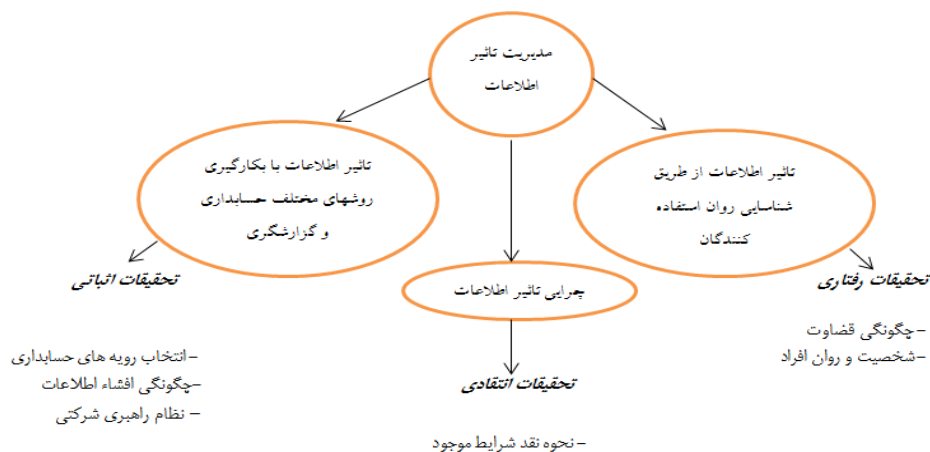 مدیریت تاثیر
اطلاعات
تاثیر اطلاعات از طریق
شناسایی روان استفاده
کنندگان
تاثیر اطلاعات با بکارگیری
روشهای مختلف حسابداری
و گزارشگری
چرایی تاثیر اطلاعات
تحقیقات رفتاری
- چگونگی قضاوت
- شخصیت و روان افراد
تحقیقات انتقادی
- نحوه نقد شرایط موجود
تحقیقات اثباتی
- انتخاب رویه های حسابداری
- چگونگی افشاء اطلاعات
- نظام راهبری شرکتی